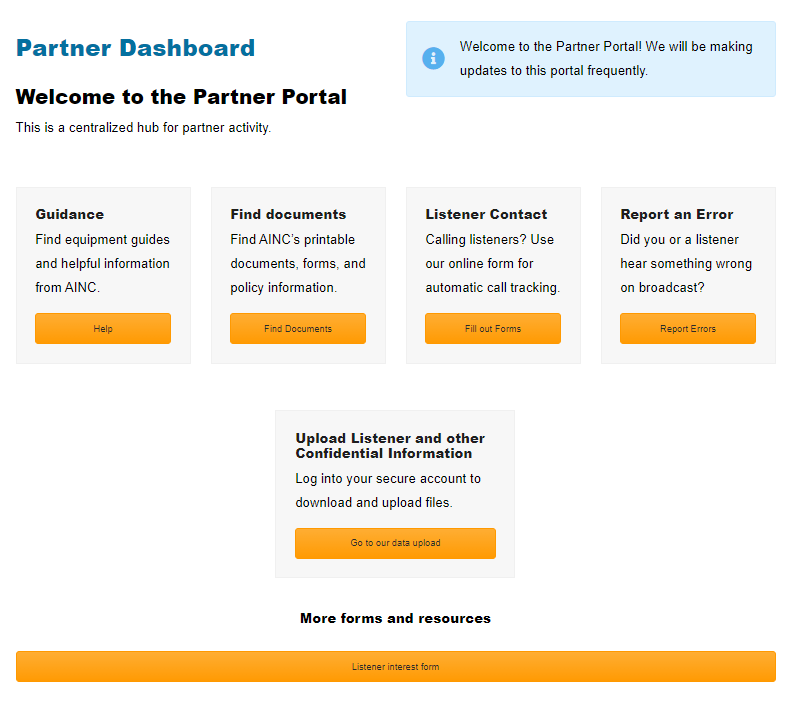 Partner Dashboard
Welcome to the Partner Portal! We will be making
updates to this portal frequently.
Welcome to the Partner Portal
This is a centralized hub for partner activity.
Guidance
Find equipment guides
and helpful information
from AINC.
Help
Find documents
Find AINC's printable
documents, forms, and
policy information.
Find Documents
Listener Contact
Calling listeners? Use
our online form for
automatic call tracking.
Fill out Forms
Report an Error
Did you or a listener
hear something wrong
on broadcast?
Report Errors
Upload Listener and other
Confidential Information
Log into your secure account to
download and upload files.
Go to our data upload
More forms and resources
Listener interest form